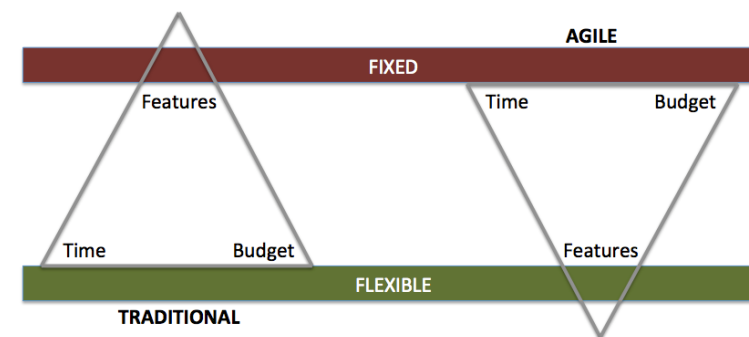 AGILE
FIXED
Features
Time Budget
Time Budget
Features
FLEXIBLE
TRADITIONAL